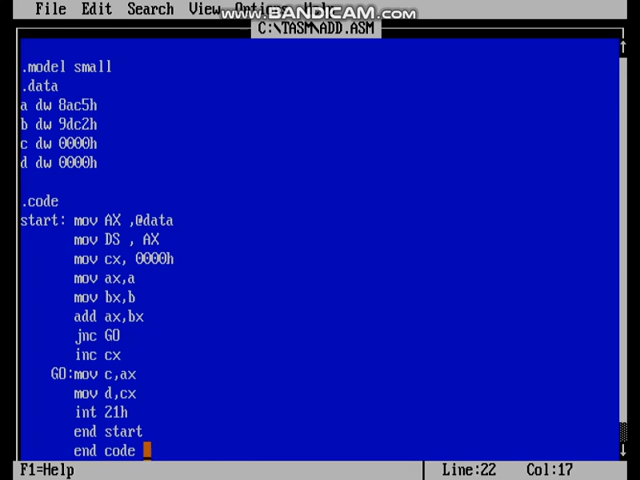 File Edit Search View Options Help
www.BANDICAM.com
C:\TASM\ADD.ASM
.model small
.data
a dw 8ac5h
b dw 9dc2h
c dw 0000h
d dw 0000h
.code
start: mov AX ,@data
mov DS , AX
mov cx, 0000h
mov ax,a
mov bx,b
add ax,bx
jnc GO
inc cx
GO:mov c,ax
mov d,cx
int 21h
end start
end code
F1=Help Line:22 Col:17